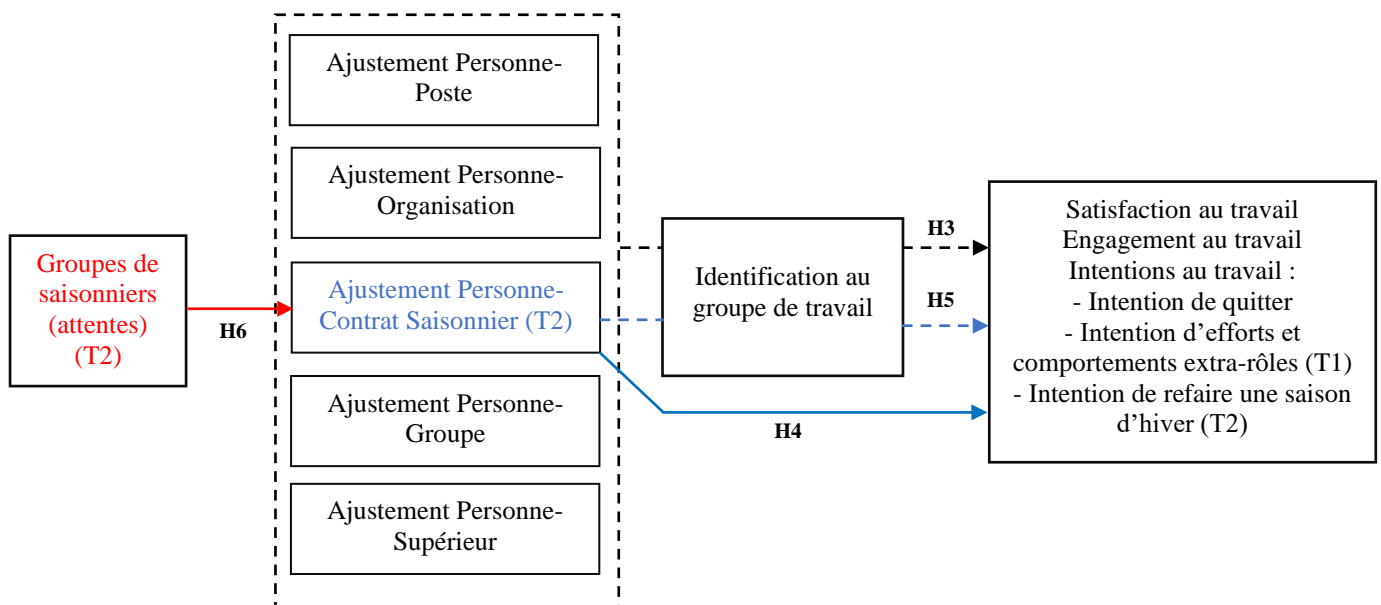 Groupes de
saisonniers
(attentes)
(T2)
H6
Ajustement Personne-
Poste
Ajustement Personne-
Organisation
Ajustement Personne-
Contrat Saisonnier (T2)
Ajustement Personne-
Groupe
Ajustement Personne-
Supérieur
Identification au
groupe de travail
H3
H5
H4
Satisfaction au travail
Engagement au travail
Intentions au travail :
- Intention de quitter
- Intention d’efforts et
comportements extra-rôles (T1)
- Intention de refaire une saison
d’hiver (T2)